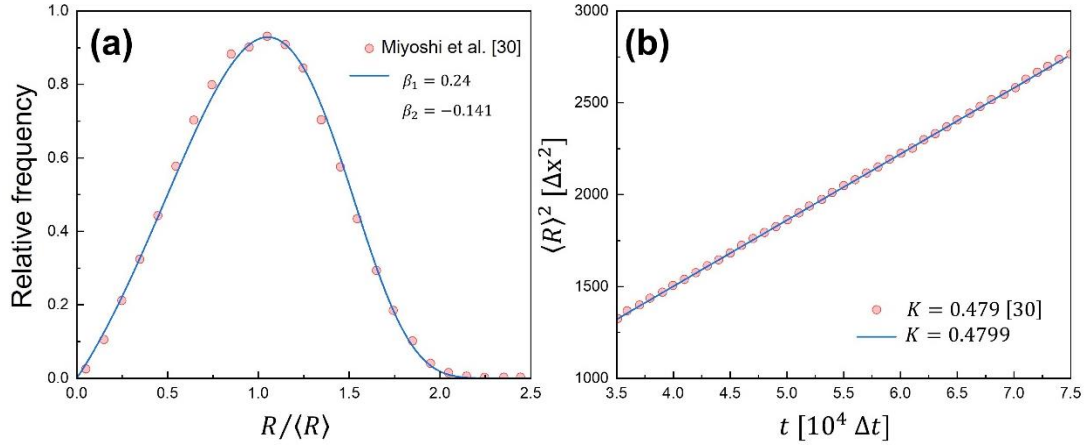 (a)
Miyoshi et al. [30]
β₁ = 0.24
β₂ = −0.141
Relative frequency
1.0
0.8
0.6
0.4
0.2
0.0
0.0 0.5 1.0 1.5 2.0 2.5
R/⟨R⟩
(b)
⟨R⟩² [Δx²]
3000
2500
2000
1500
1000
K = 0.479 [30]
K = 0.4799
3.5 4.0 4.5 5.0 5.5 6.0 6.5 7.0 7.5
t [10⁴ Δt]